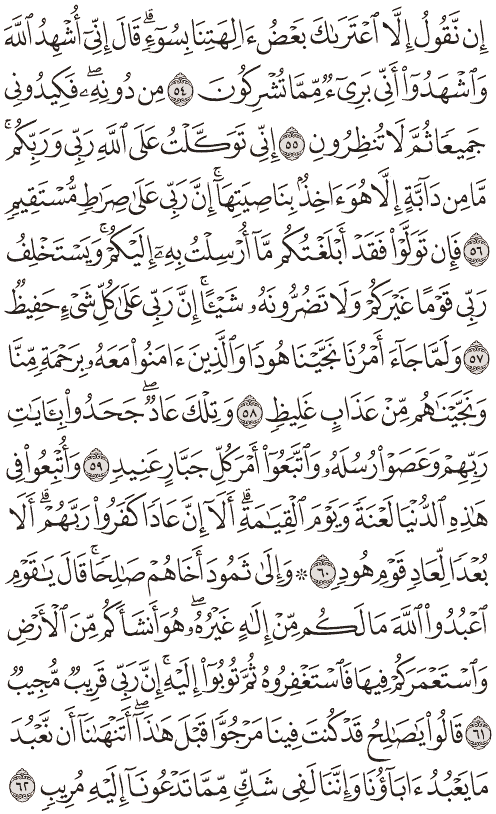 إِن نَّقُولُ إِلَّا ٱعۡتَرَىٰكَ بَعۡضُ ءَالِهَتِنَا بِسُوٓءٖۗ قَالَ إِنِّيٓ أُشۡهِدُ ٱللَّهَ
وَٱشۡهَدُوٓاْ أَنِّي بَرِيٓءٞ مِّمَّا تُشۡرِكُونَ ٥٤ مِن دُونِهِۦۖ فَكِيدُونِي
جَمِيعٗا ثُمَّ لَا تُنظِرُونِ ٥٥ إِنِّي تَوَكَّلۡتُ عَلَى ٱللَّهِ رَبِّي وَرَبِّكُمۚ
مَّا مِن دَآبَّةٍ إِلَّا هُوَ ءَاخِذُۢ بِنَاصِيَتِهَآۚ إِنَّ رَبِّي عَلَىٰ صِرَٰطٖ مُّسۡتَقِيمٖ
٥٦ فَإِن تَوَلَّوۡاْ فَقَدۡ أَبۡلَغۡتُكُم مَّآ أُرۡسِلۡتُ بِهِۦٓ إِلَيۡكُمۡۚ وَيَسۡتَخۡلِفُ
رَبِّي قَوۡمًا غَيۡرَكُمۡ وَلَا تَضُرُّونَهُۥ شَيۡـًٔاۚ إِنَّ رَبِّي عَلَىٰ كُلِّ شَيۡءٍ حَفِيظٞ
٥٧ وَلَمَّا جَآءَ أَمۡرُنَا نَجَّيۡنَا هُودٗا وَٱلَّذِينَ ءَامَنُواْ مَعَهُۥ بِرَحۡمَةٖ مِّنَّا
وَنَجَّيۡنَٰهُم مِّنۡ عَذَابٍ غَلِيظٖ ٥٨ وَتِلۡكَ عَادٞۖ جَحَدُواْ بِـَٔايَٰتِ
رَبِّهِمۡ وَعَصَوۡاْ رُسُلَهُۥ وَٱتَّبَعُوٓاْ أَمۡرَ كُلِّ جَبَّارٍ عَنِيدٖ ٥٩ وَأُتۡبِعُواْ فِي
هَٰذِهِ ٱلدُّنۡيَا لَعۡنَةٗ وَيَوۡمَ ٱلۡقِيَٰمَةِۗ أَلَآ إِنَّ عَادٗا كَفَرُواْ رَبَّهُمۡۗ أَلَا
بُعۡدٗا لِّعَادٖ قَوۡمِ هُودٖ ٦٠ ۞ وَإِلَىٰ ثَمُودَ أَخَاهُمۡ صَٰلِحٗاۚ قَالَ يَٰقَوۡمِ
ٱعۡبُدُواْ ٱللَّهَ مَا لَكُم مِّنۡ إِلَٰهٍ غَيۡرُهُۥۖ هُوَ أَنشَأَكُم مِّنَ ٱلۡأَرۡضِ
وَٱسۡتَعۡمَرَكُمۡ فِيهَا فَٱسۡتَغۡفِرُوهُ ثُمَّ تُوبُوٓاْ إِلَيۡهِۚ إِنَّ رَبِّي قَرِيبٞ مُّجِيبٞ
٦١ قَالُواْ يَٰصَٰلِحُ قَدۡ كُنتَ فِينَا مَرۡجُوّٗا قَبۡلَ هَٰذَآۖ أَتَنۡهَىٰنَآ أَن نَّعۡبُدَ
مَا يَعۡبُدُ ءَابَآؤُنَا وَإِنَّنَا لَفِي شَكّٖ مِّمَّا تَدۡعُونَآ إِلَيۡهِ مُرِيبٖ ٦٢